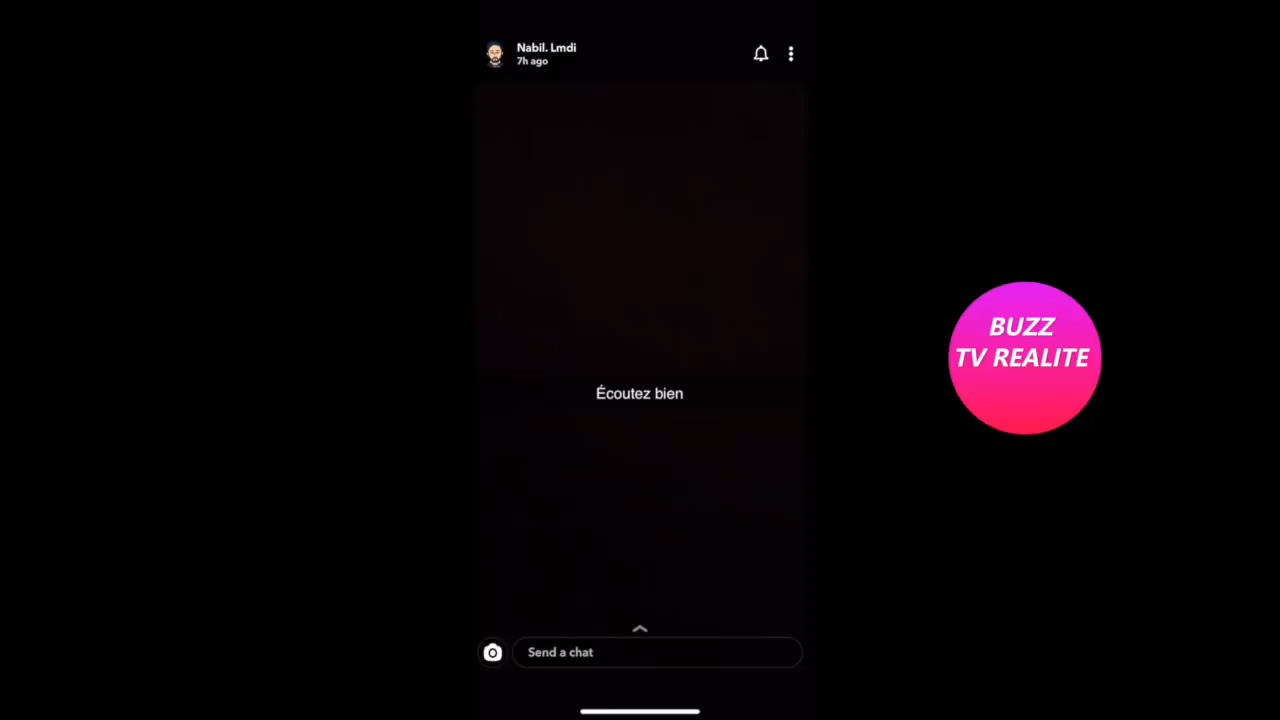 Nabil. Lmdi
7h ago
Écoutez bien
BUZZ
TV REALITE
Send a chat